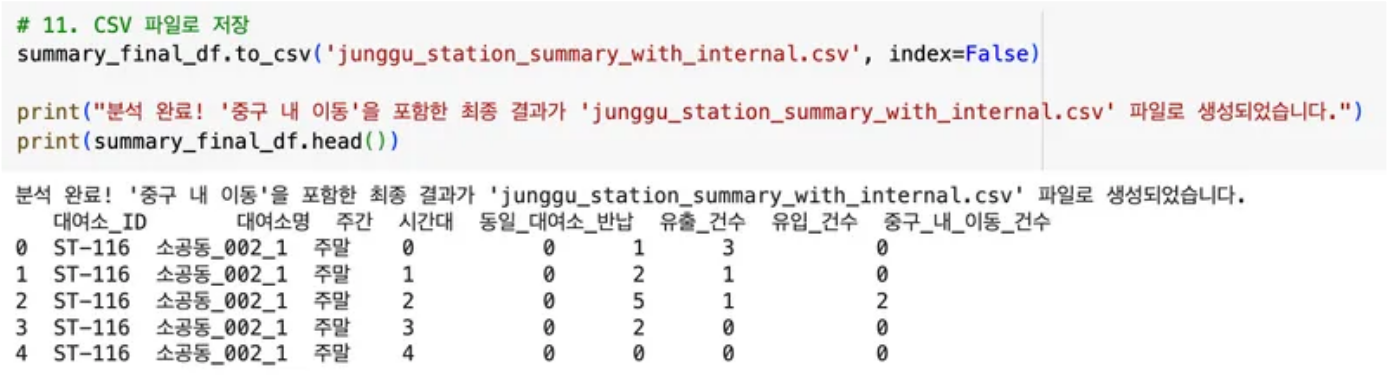 # 11. CSV 파일로 저장
summary_final_df.to_csv('junggu_station_summary_with_internal.csv', index=False)
print("분석 완료! '중구 내 이동'을 포함한 최종 결과가 'junggu_station_summary_with_internal.csv' 파일로 생성되었습니다.")
print(summary_final_df.head())
분석 완료! '중구 내 이동'을 포함한 최종 결과가 'junggu_station_summary_with_internal.csv' 파일로 생성되었습니다.
대여소_ID 대여소명 주간 시간대 동일_대여소_반납 유출_건수 유입_건수 중구_내_이동_건수
0 ST-116 소공동_002_1 주말 0 0 1 3 0
1 ST-116 소공동_002_1 주말 1 0 2 1 0
2 ST-116 소공동_002_1 주말 2 0 5 1 2
3 ST-116 소공동_002_1 주말 3 0 2 0 0
4 ST-116 소공동_002_1 주말 4 0 0 0 0